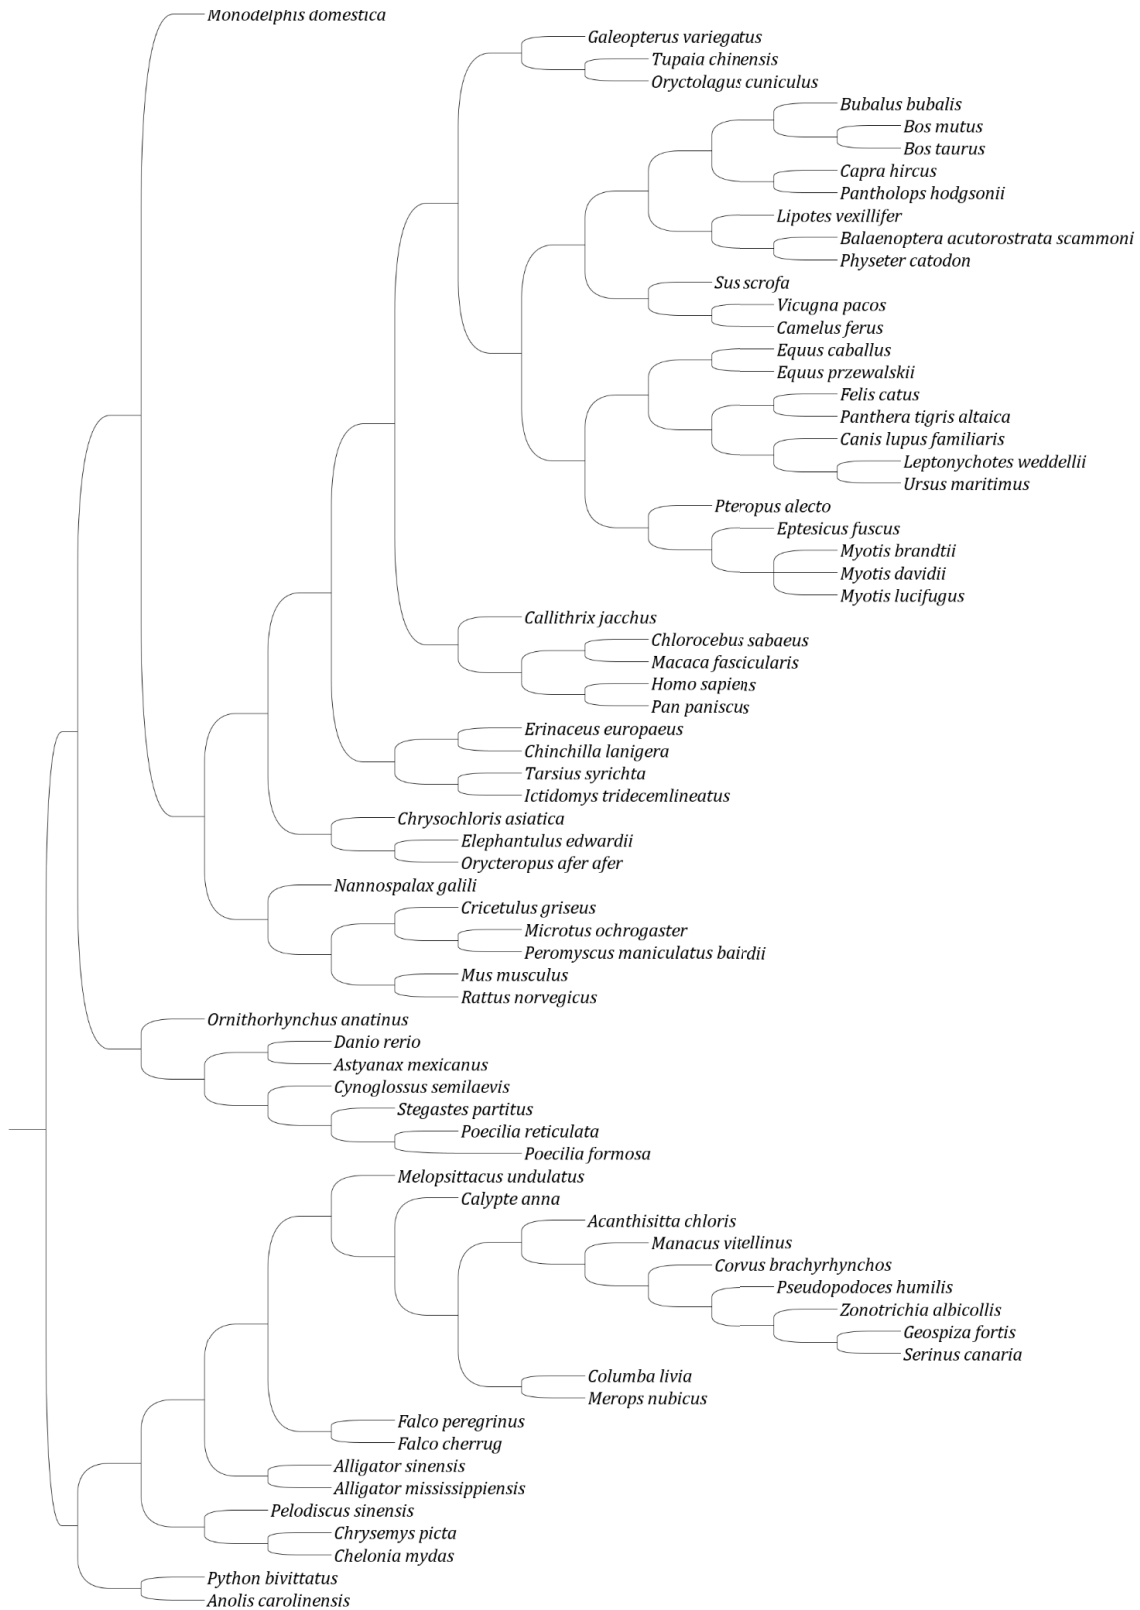 Monodelphis domestica
Galeopterus variegatus
Tupaia chinensis
Oryctolagus cuniculus
Bubalus bubalis
Bos mutus
Bos taurus
Capra hircus
Pantholops hodgsonii
Lipotes vexillifer
Balaenoptera acutorostrata scammoni
Physeter catodon
Sus scrofa
Vicugna pacos
Camelus ferus
Equus caballus
Equus przewalskii
Felis catus
Panthera tigris altaica
Canis lupus familiaris
Leptonychotes weddellii
Ursus maritimus
Pteropus alecto
Eptesicus fuscus
Myotis brandtii
Myotis davidii
Myotis lucifugus
Callithrix jacchus
Chlorocebus sabaeus
Macaca fascicularis
Homo sapiens
Pan paniscus
Erinaceus europaeus
Chinchilla lanigera
Tarsius syrichta
Ictidomys tridecemlineatus
Chrysochloris asiatica
Elephantulus edwardii
Orycteropus afer afer
Nannospalax galili
Cricetulus griseus
Microtus ochrogaster
Peromyscus maniculatus bairdii
Mus musculus
Rattus norvegicus
Ornithorhynchus anatinus
Danio rerio
Astyanax mexicanus
Cynoglossus semilaevis
Stegastes partitus
Poecilia reticulata
Poecilia formosa
Melopsittacus undulatus
Calypte anna
Acanthisitta chloris
Manacus vitellinus
Corvus brachyrhynchos
Pseudopodoces humilis
Zonotrichia albicollis
Geospiza fortis
Serinus canaria
Columba livia
Merops nubicus
Falco peregrinus
Falco cherrug
Alligator sinensis
Alligator mississippiensis
Pelodiscus sinensis
Chrysemys picta
Chelonia mydas
Python bivittatus
Anolis carolinensis